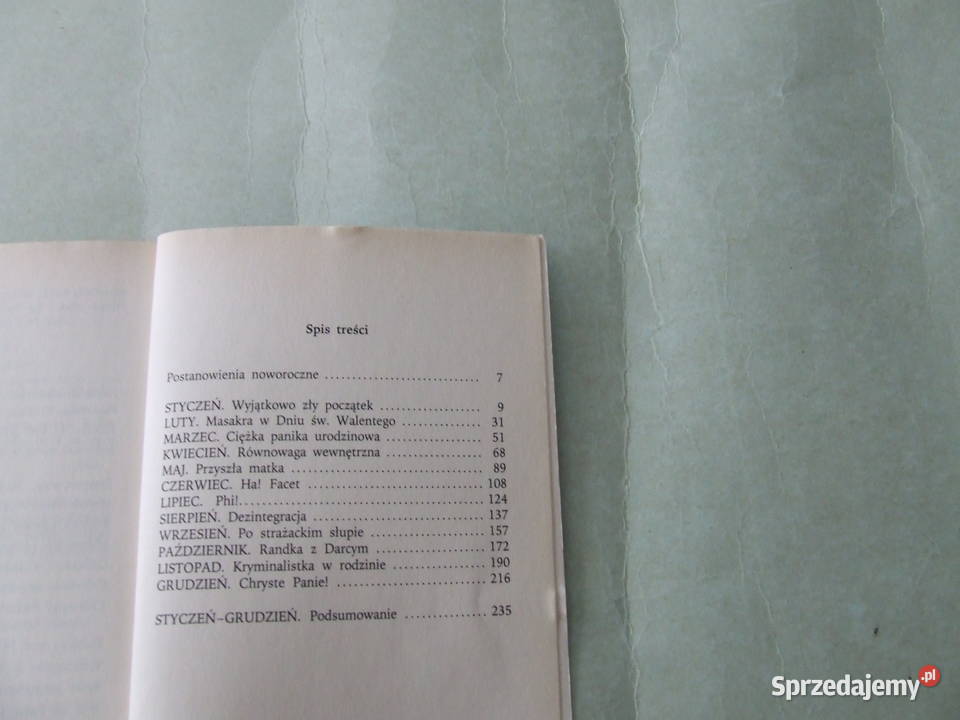 Spis treści
Postanowienia noworoczne .............................. 7
STYCZEŃ. Wyjątkowo zły początek ................... 9
LUTY. Masakra w Dniu św. Walentego ............... 31
MARZEC. Ciężka panika urodzinowa ................. 51
KWIECIEŃ. Równowaga wewnętrzna ................. 68
MAJ. Przyszła matka .................................... 89
CZERWIEC. Ha! Facet .................................. 108
LIPIEC. Phi!............................................... 124
SIERPIEŃ. Dezintegracja ............................... 137
WRZESIEŃ. Po strażackim słupie ..................... 157
PAŹDZIERNIK. Randka z Darcym .................... 172
LISTOPAD. Kryminalistka w rodzinie ................ 190
GRUDZIEŃ. Chryste Panie! ............................ 216
STYCZEŃ–GRUDZIEŃ. Podsumowanie ............... 235
Sprzedajemy.pl